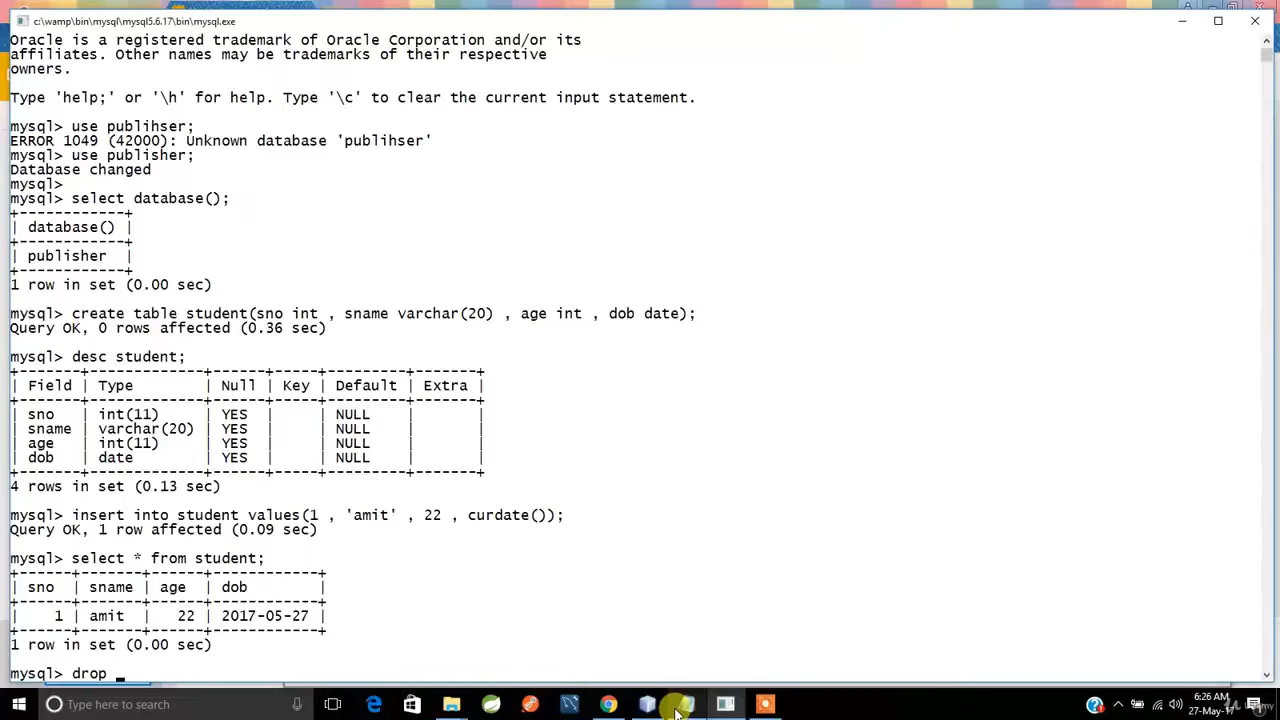 c:\wamp\bin\mysql\mysql5.6.17\bin\mysql.exe
Oracle is a registered trademark of Oracle Corporation and/or its
affiliates. Other names may be trademarks of their respective
owners.
Type 'help;' or '\h' for help. Type '\c' to clear the current input statement.
mysql> use publihser;
ERROR 1049 (42000): Unknown database 'publihser'
mysql> use publisher;
Database changed
mysql>
mysql> select database();
+------------+
| database() |
+------------+
| publisher  |
+------------+
1 row in set (0.00 sec)
mysql> create table student(sno int , sname varchar(20) , age int , dob date);
Query OK, 0 rows affected (0.36 sec)
mysql> desc student;
+-------+-------------+------+-----+---------+-------+
| Field | Type        | Null | Key | Default | Extra |
+-------+-------------+------+-----+---------+-------+
| sno   | int(11)     | YES  |     | NULL    |       |
| sname | varchar(20) | YES  |     | NULL    |       |
| age   | int(11)     | YES  |     | NULL    |       |
| dob   | date        | YES  |     | NULL    |       |
+-------+-------------+------+-----+---------+-------+
4 rows in set (0.13 sec)
mysql> insert into student values(1 , 'amit' , 22 , curdate());
Query OK, 1 row affected (0.09 sec)
mysql> select * from student;
+------+-------+------+------------+
| sno  | sname | age  | dob        |
+------+-------+------+------------+
|    1 | amit  |   22 | 2017-05-27 |
+------+-------+------+------------+
1 row in set (0.00 sec)
mysql> drop _
Type here to search
6:26 AM
27-May-17